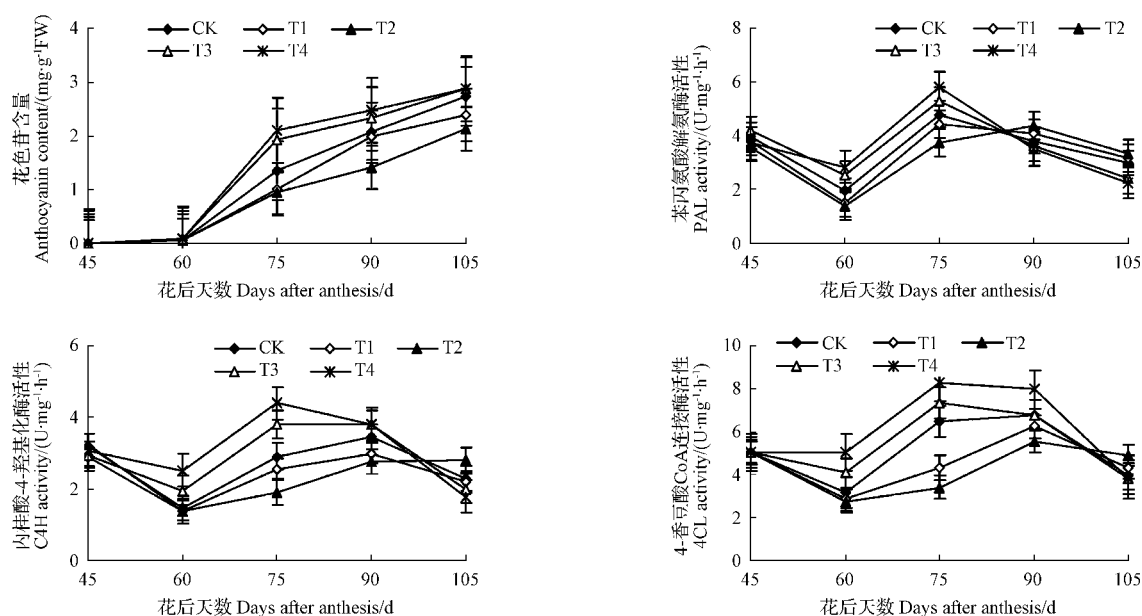 花色苷含量
Anthocyanin content/(mg·g⁻¹FW)
4
3
2
1
0
CK T1 T2
T3 T4
45 60 75 90 105
花后天数 Days after anthesis/d
苯丙氨酸解氨酶活性
PAL activity/(U·mg⁻¹·h⁻¹)
8
6
4
2
0
CK T1 T2
T3 T4
45 60 75 90 105
花后天数 Days after anthesis/d
内桂酸-4-羟基化酶活性
C4H activity/(U·mg⁻¹·h⁻¹)
6
4
2
0
CK T1 T2
T3 T4
45 60 75 90 105
花后天数 Days after anthesis/d
4-香豆酸CoA连接酶活性
4CL activity/(U·mg⁻¹·h⁻¹)
10
8
6
4
2
0
CK T1 T2
T3 T4
45 60 75 90 105
花后天数 Days after anthesis/d